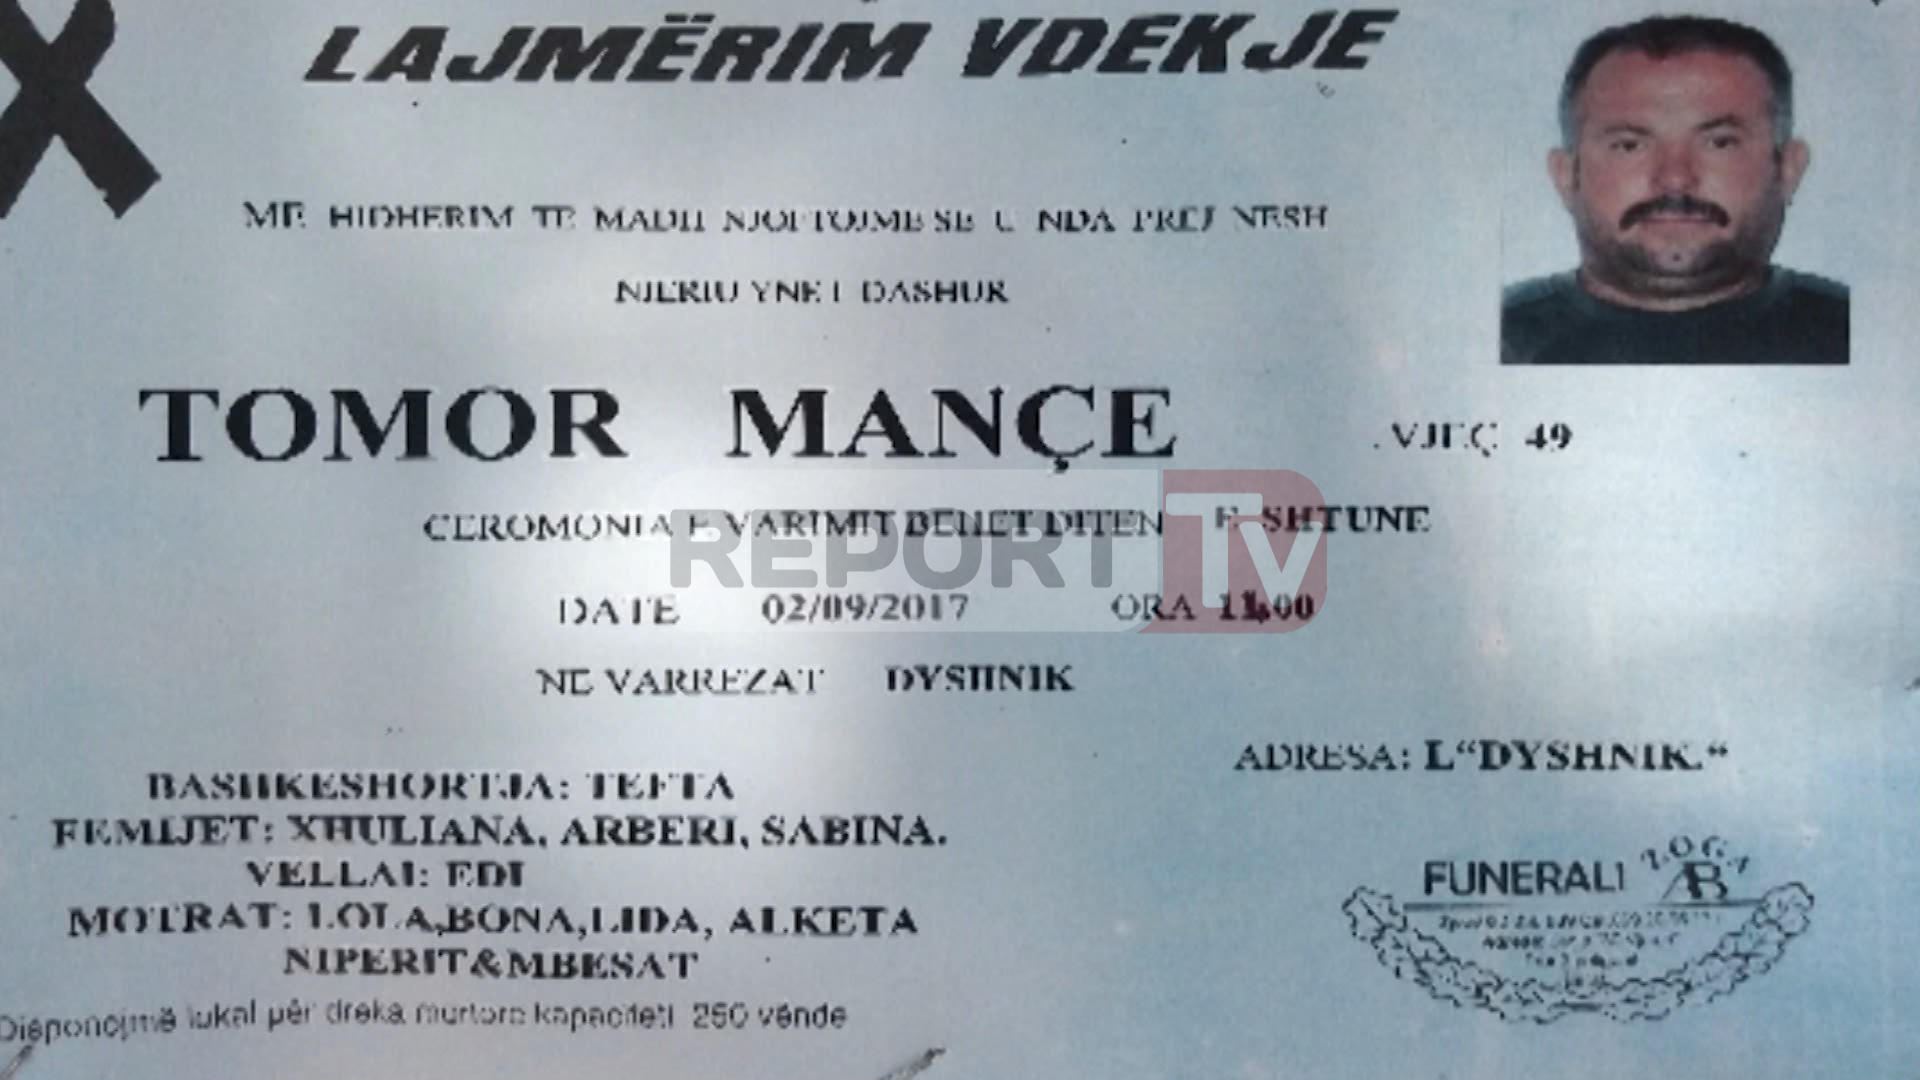 LAJMËRIM VDEKJE
ME HIDHERIM TE MADH NJOFTOJME SE U NDA PREJ NESH
NJERIU YNE I DASHUR
TOMOR MANÇE .VJEÇ 49
CEROMONIA E VARIMIT BEHET DITEN E SHTUNE
REPORT TV
DATE 02/09/2017 ORA
NE VARREZAT DYSHNIK
ADRESA: L“DYSHNIK.“
BASHKESHORTJA: TEFTA
FEMIJET: XHULIANA, ARBERI, SABINA.
VELLAI: EDI
MOTRAT: LOLA,BONA,LIDA, ALKETA
NIPERIT&MBESAT
Disponojmë lokal për dreka murtore kapaciteti 250 vënde
FUNERALI ZOGA
AB